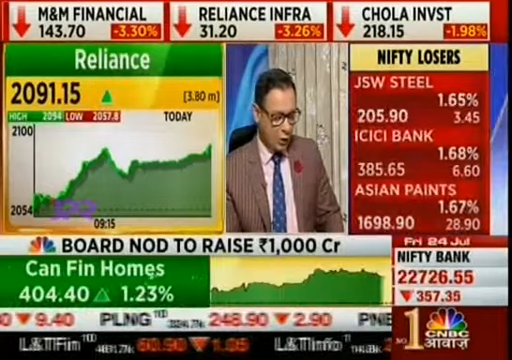 M&M FINANCIAL
143.70 -3.30%
RELIANCE INFRA
31.20 -3.26%
CHOLA INVST
218.15 -1.98%
Reliance
2091.15 [3.80 m]
HIGH 2094 LOW 2057.8 TODAY
2100
2054
09:15
NIFTY LOSERS
JSW STEEL
1.65%
205.90 3.45
ICICI BANK
1.68%
385.65 6.60
ASIAN PAINTS
1.67%
1698.90 28.90
BOARD NOD TO RAISE ₹1,000 Cr
Can Fin Homes
404.40 1.23%
Fri 24 Jul
NIFTY BANK
22726.55
357.35
9.40 PLNG 248.90 2.90
NO 1 CNBC
आवाज़